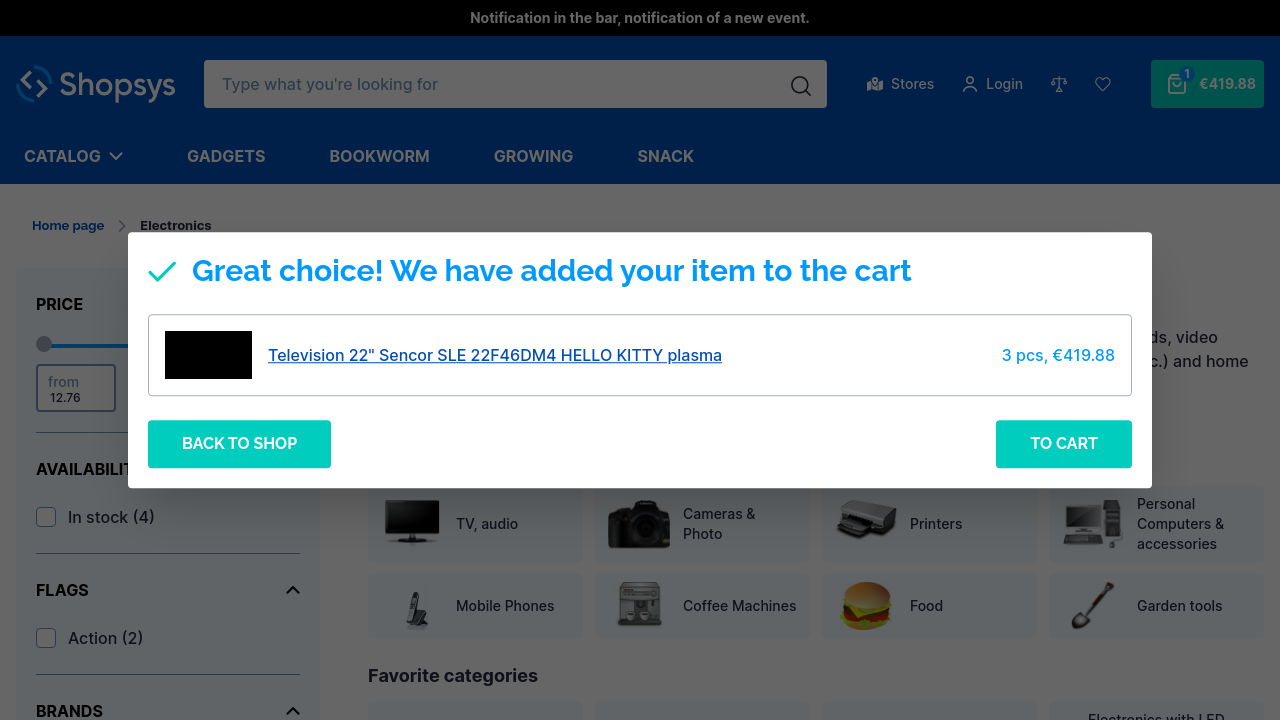 Notification in the bar, notification of a new event.
Shopsys
Type what you're looking for
Stores
Login
1
€419.88
CATALOG
GADGETS
BOOKWORM
GROWING
SNACK
Home page
Electronics
Great choice! We have added your item to the cart
Television 22" Sencor SLE 22F46DM4 HELLO KITTY plasma
3 pcs, €419.88
BACK TO SHOP
TO CART
PRICE
from
12.76
ds, video
c.) and home
AVAILABILIT
In stock (4)
FLAGS
Action (2)
BRANDS
TV, audio
Cameras &
Photo
Printers
Personal
Computers &
accessories
Mobile Phones
Coffee Machines
Food
Garden tools
Favorite categories
Electronics with LED